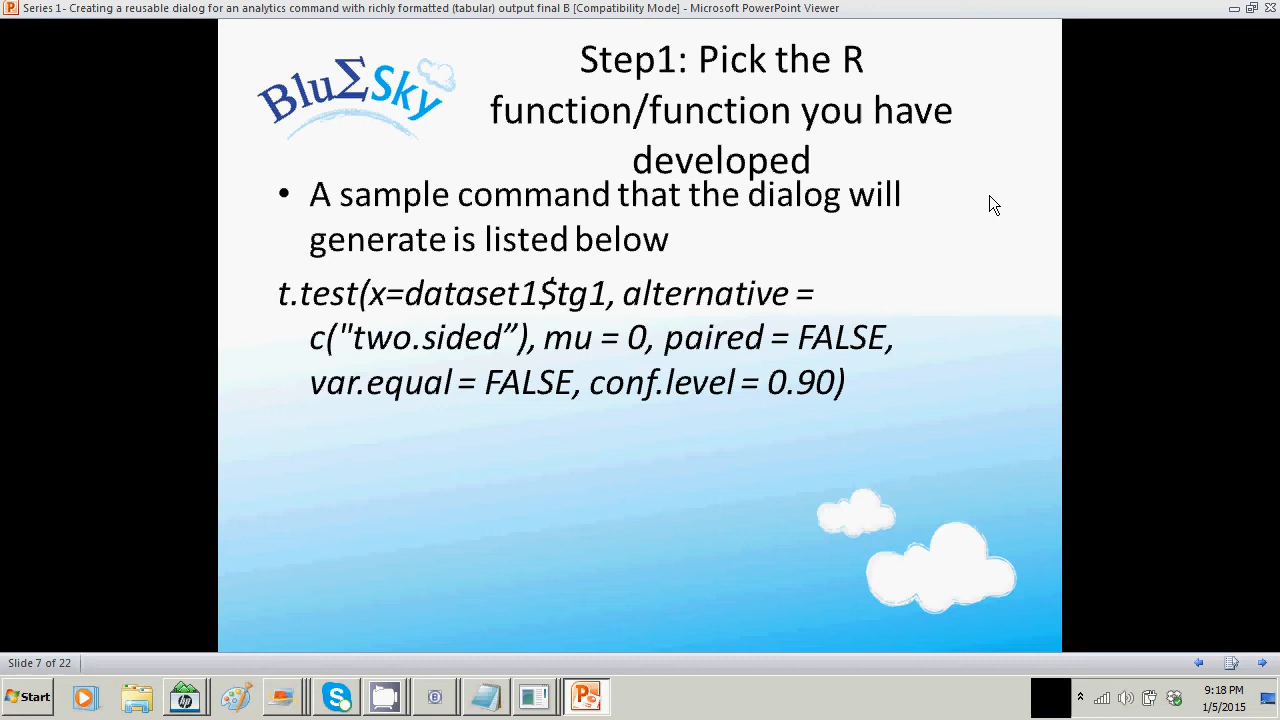 Series 1- Creating a reusable dialog for an analytics command with richly formatted (tabular) output final B [Compatibility Mode] - Microsoft PowerPoint Viewer
BluΣSky
Step1: Pick the R
function/function you have
developed
• A sample command that the dialog will
generate is listed below
t.test(x=dataset1$tg1, alternative =
c("two.sided”), mu = 0, paired = FALSE,
var.equal = FALSE, conf.level = 0.90)
Slide 7 of 22
Start
hp
9:18 PM
1/5/2015